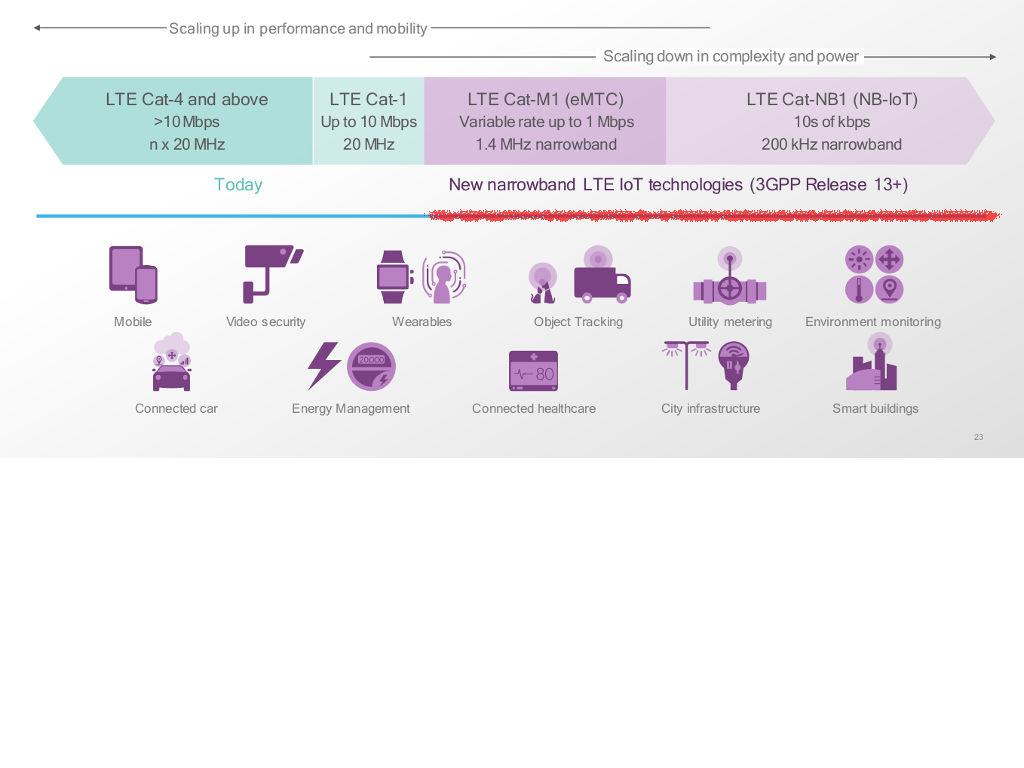 Scaling up in performance and mobility
Scaling down in complexity and power
LTE Cat-4 and above
>10 Mbps
n x 20 MHz
LTE Cat-1
Up to 10 Mbps
20 MHz
LTE Cat-M1 (eMTC)
Variable rate up to 1 Mbps
1.4 MHz narrowband
LTE Cat-NB1 (NB-IoT)
10s of kbps
200 kHz narrowband
Today
New narrowband LTE IoT technologies (3GPP Release 13+)
Mobile
Video security
Wearables
Object Tracking
Utility metering
Environment monitoring
20000
80
Connected car
Energy Management
Connected healthcare
City infrastructure
Smart buildings
23